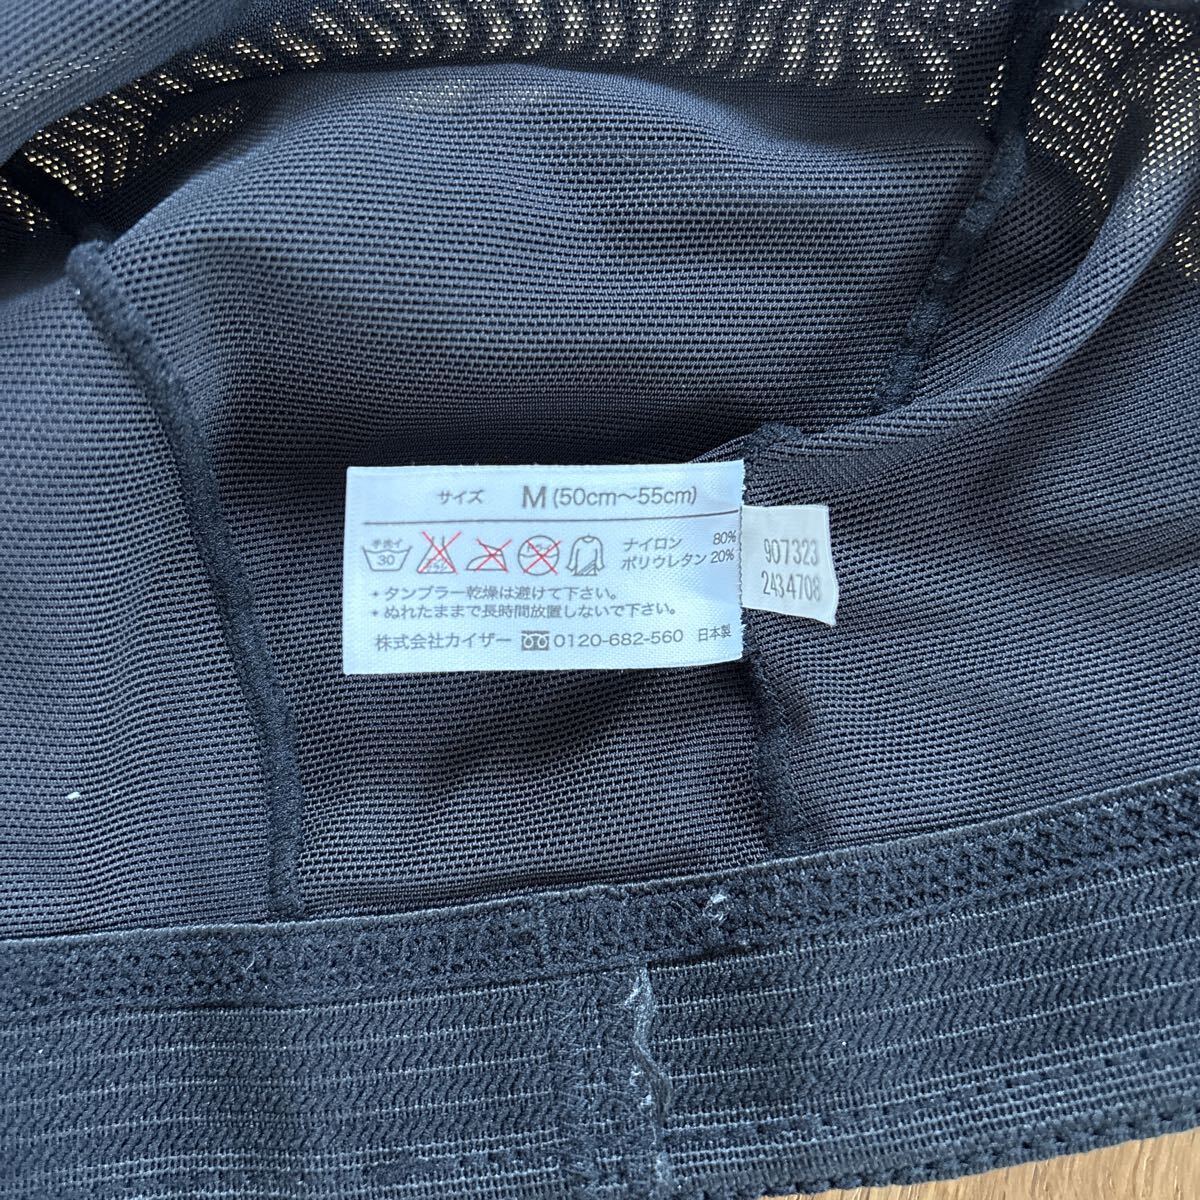 サイズ M (50cm～55cm)
手洗イ
30
ナイロン 80%
ポリウレタン 20%
・タンブラー乾燥は避けて下さい。
・ぬれたままで長時間放置しないで下さい。
株式会社カイザー 0120-682-560 日本製
907323
2434708